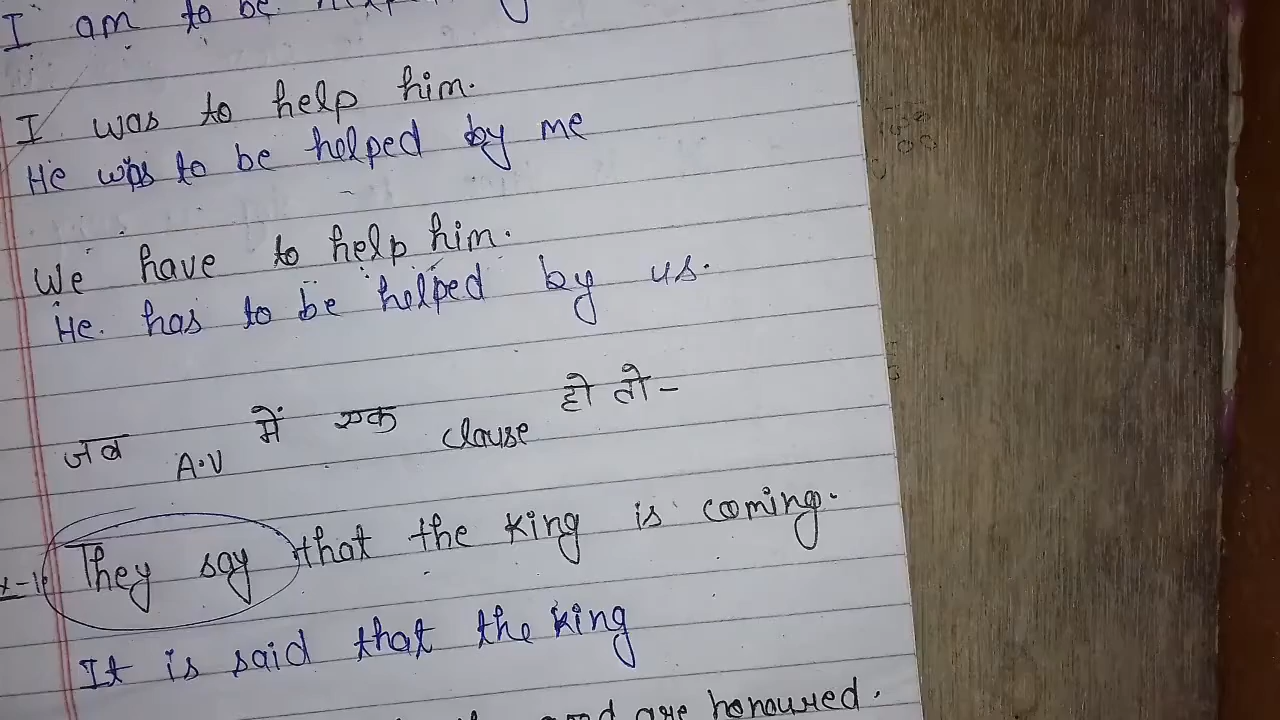 I am to be
I was to help him.
He was to be helped by me
We have to help him.
He. has to be helped by us.
जब A.V में एक clause हो तो -
They say that the king is coming.
It is said that the king
are honoured.